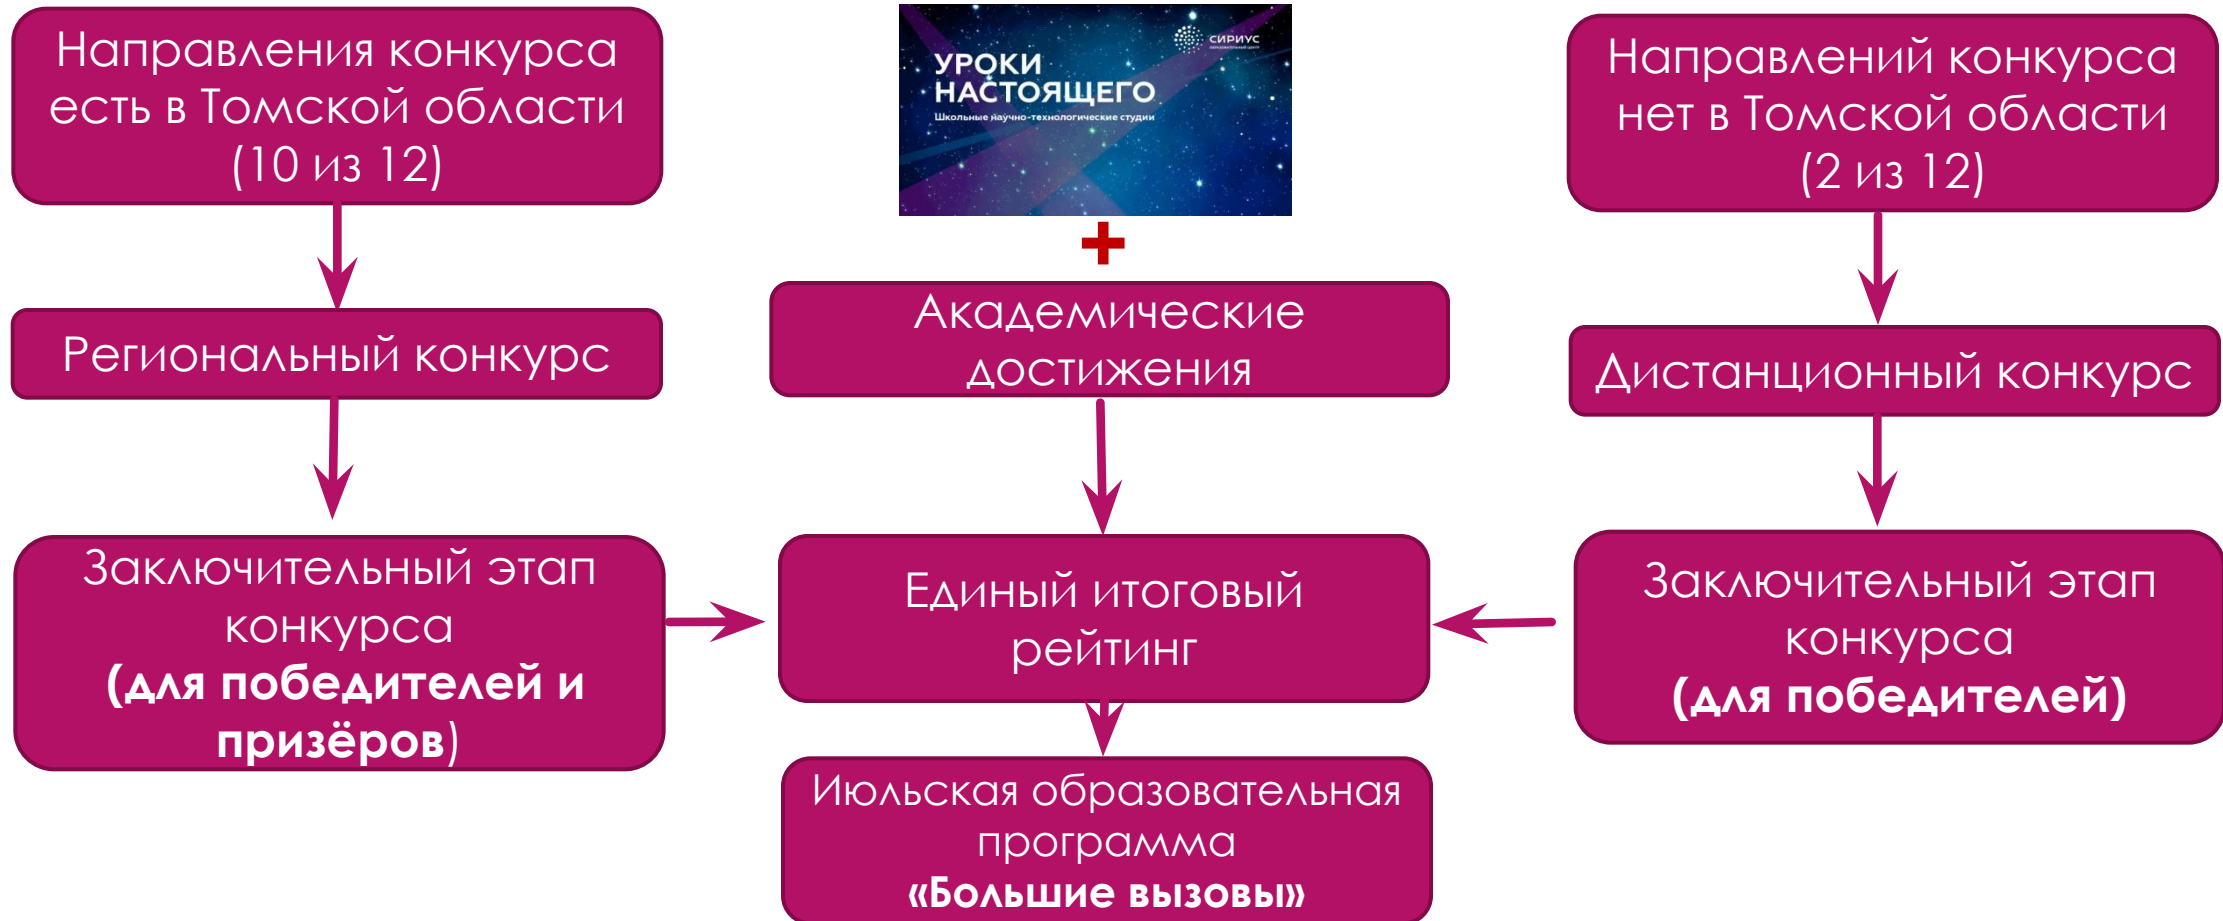 Направления конкурса
есть в Томской области
(10 из 12)
Региональный конкурс
Заключительный этап
конкурса
(для победителей и
призёров)
СИРИУС
ОБРАЗОВАТЕЛЬНЫЙ ЦЕНТР
УРОКИ
НАСТОЯЩЕГО
Школьные научно-технологические студии
+
Академические
достижения
Единый итоговый
рейтинг
Июльская образовательная
программа
«Большие вызовы»
Направлений конкурса
нет в Томской области
(2 из 12)
Дистанционный конкурс
Заключительный этап
конкурса
(для победителей)